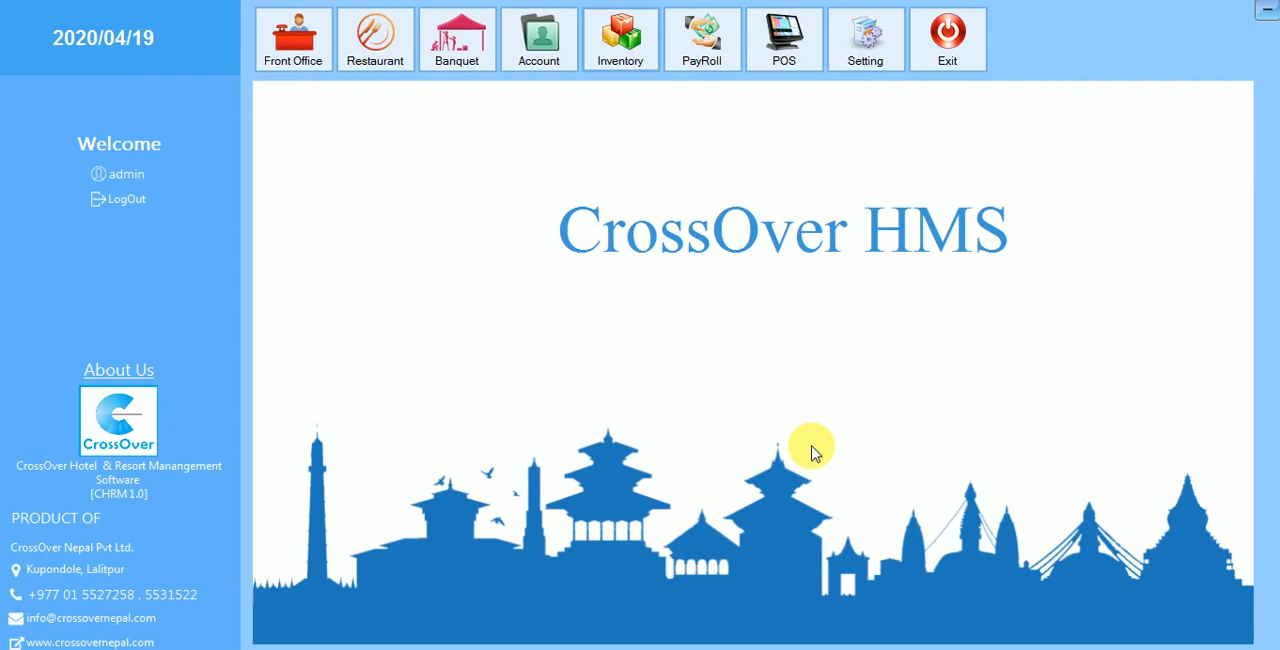 2020/04/19
Front Office
Restaurant
Banquet
Account
Inventory
PayRoll
POS
Setting
Exit
Welcome
admin
LogOut
CrossOver HMS
About Us
CrossOver
CrossOver Hotel & Resort Manangement
Software
[CHRM 1.0]
PRODUCT OF
CrossOver Nepal Pvt Ltd.
Kupondole, Lalitpur
+977 01 5527258 , 5531522
info@crossovernepal.com
www.crossovernepal.com